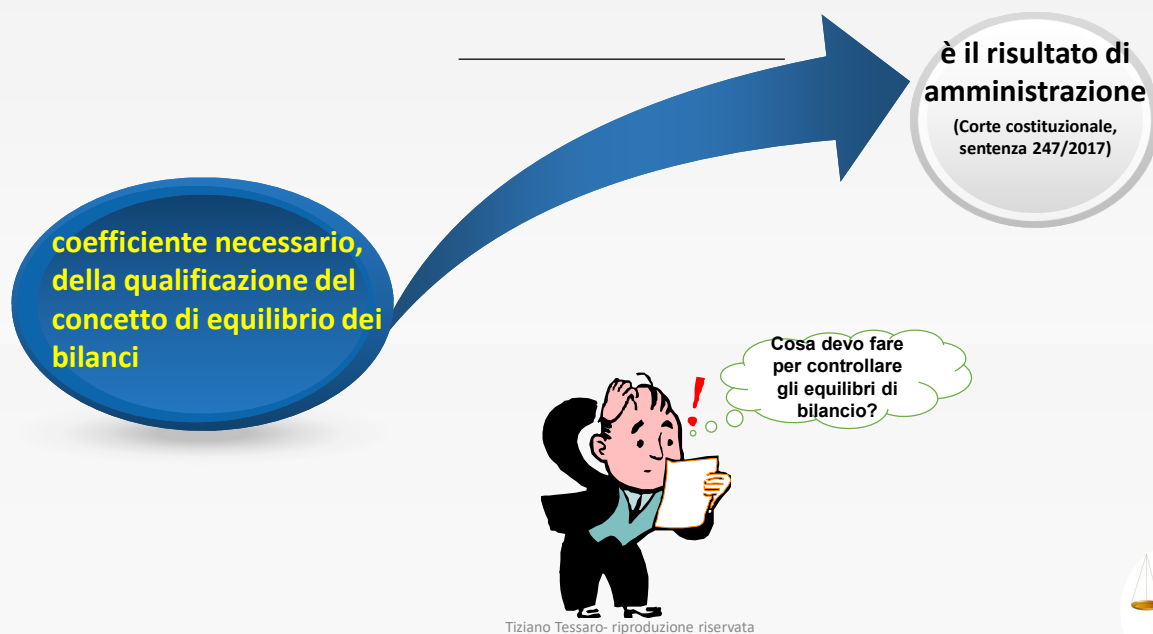 è il risultato di
amministrazione
(Corte costituzionale,
sentenza 247/2017)
coefficiente necessario,
della qualificazione del
concetto di equilibrio dei
bilanci
Cosa devo fare
per controllare
gli equilibri di
bilancio?
!
Tiziano Tessaro- riproduzione riservata